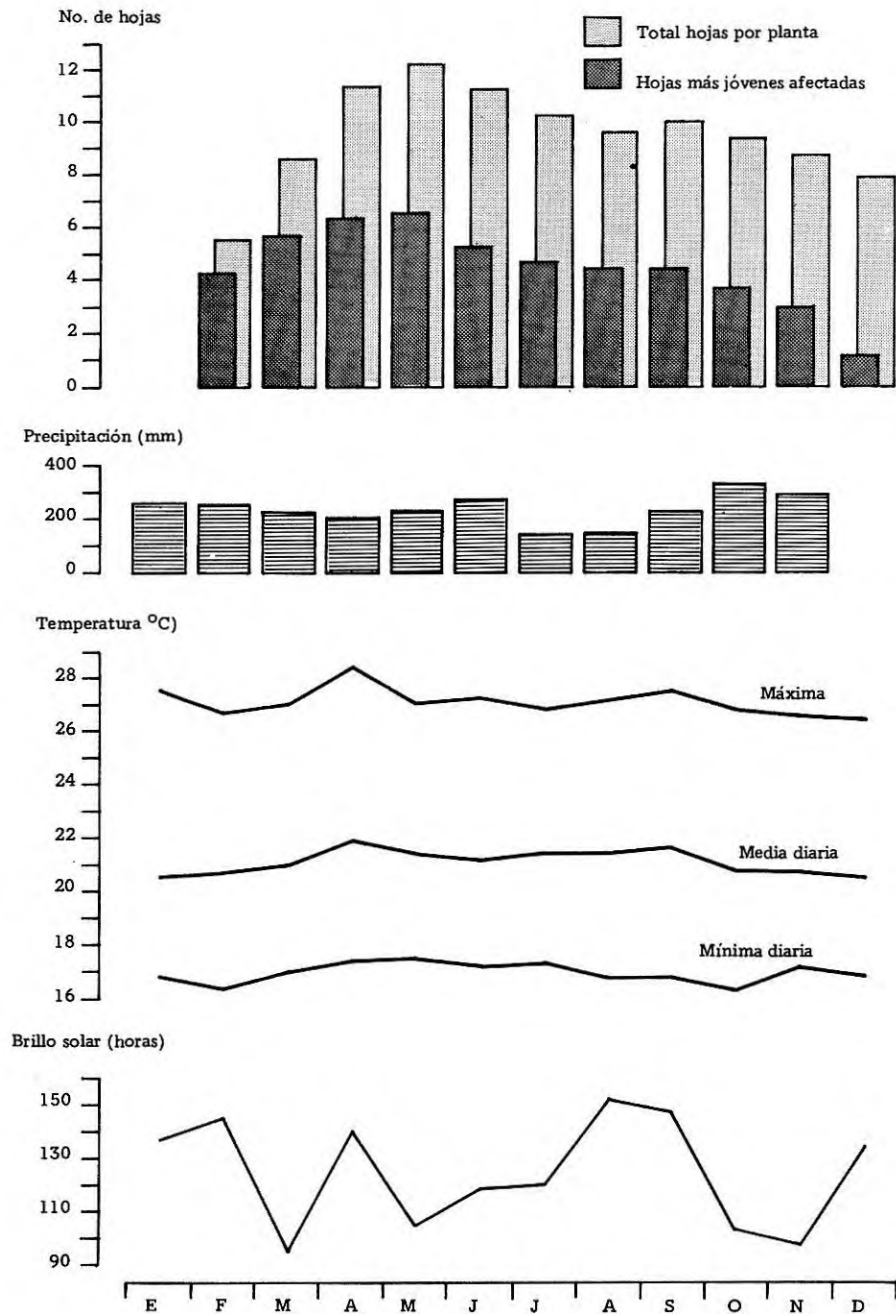 No. de hojas
Total hojas por planta
Hojas más jóvenes afectadas
12
10
8
6
4
2
0
Precipitación (mm)
400
200
0
Temperatura °C)
28
26
24
22
20
18
16
Máxima
Media diaria
Mínima diaria
Brillo solar (horas)
150
130
110
90
E F M A M J J A S O N D